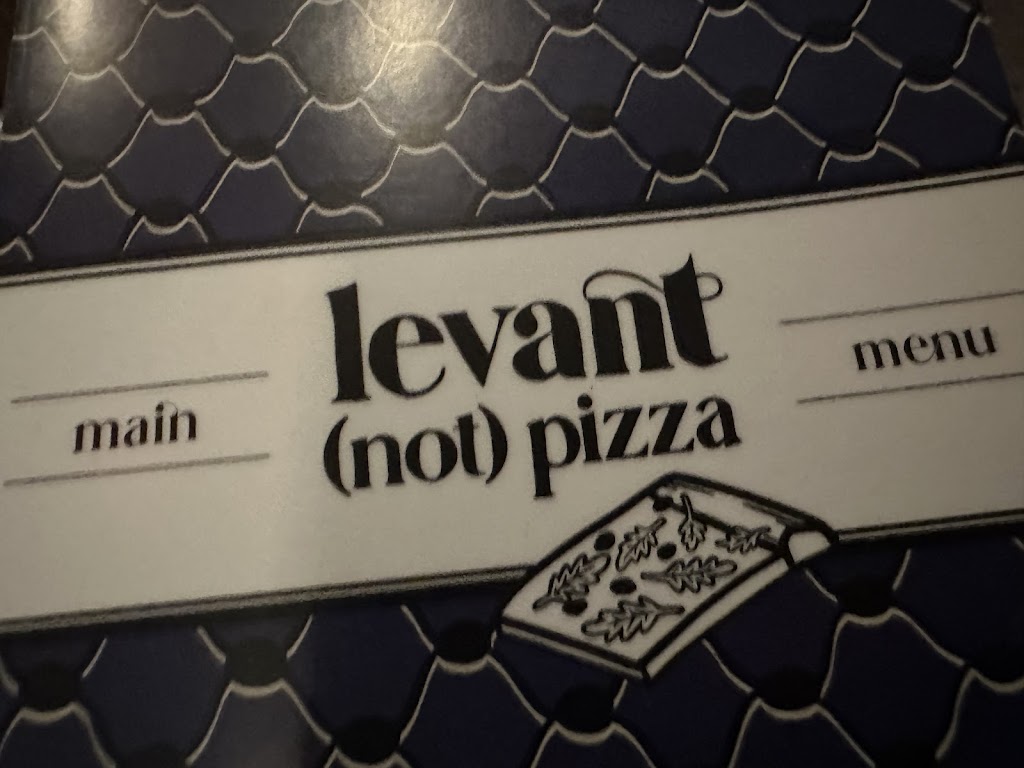 main
levant
(not) pizza
menu